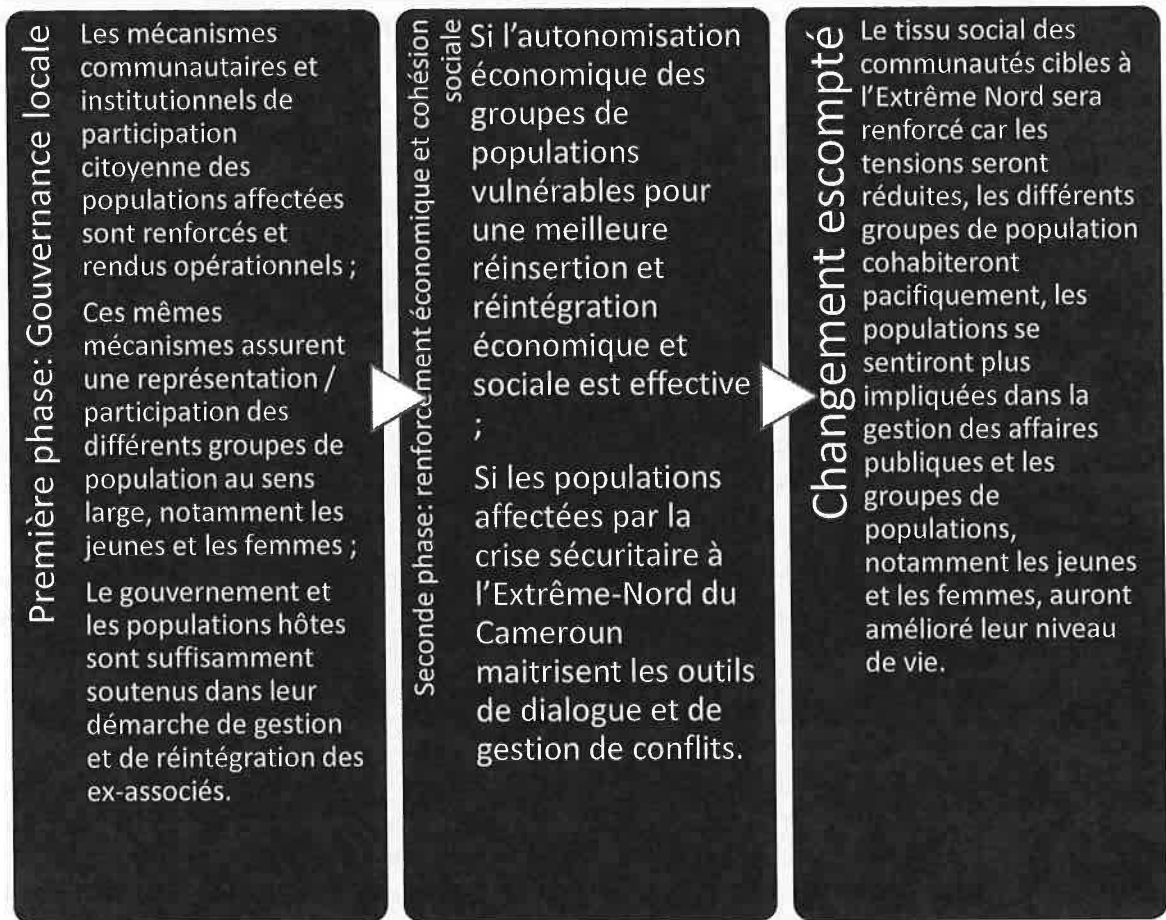 Première phase: Gouvernance locale
Les mécanismes
communautaires et
institutionnels de
participation
citoyenne des
populations affectées
sont renforcés et
rendus opérationnels ;
Ces mêmes
mécanismes assurent
une représentation /
participation des
différents groupes de
population au sens
large, notamment les
jeunes et les femmes ;
Le gouvernement et
les populations hôtes
sont suffisamment
soutenus dans leur
démarche de gestion
et de réintégration des
ex-associés.
Seconde phase: renforcement économique et cohésion
sociale
Si l'autonomisation
économique des
groupes de
populations
vulnérables pour
une meilleure
réinsertion et
réintégration
économique et
sociale est effective
;
Si les populations
affectées par la
crise sécuritaire à
l'Extrême-Nord du
Cameroun
maitrisent les outils
de dialogue et de
gestion de conflits.
Changement escompté
Le tissu social des
communautés cibles à
l'Extrême Nord sera
renforcé car les
tensions seront
réduites, les différents
groupes de population
cohabiteront
pacifiquement, les
populations se
sentiront plus
impliquées dans la
gestion des affaires
publiques et les
groupes de
populations,
notamment les jeunes
et les femmes, auront
amélioré leur niveau
de vie.